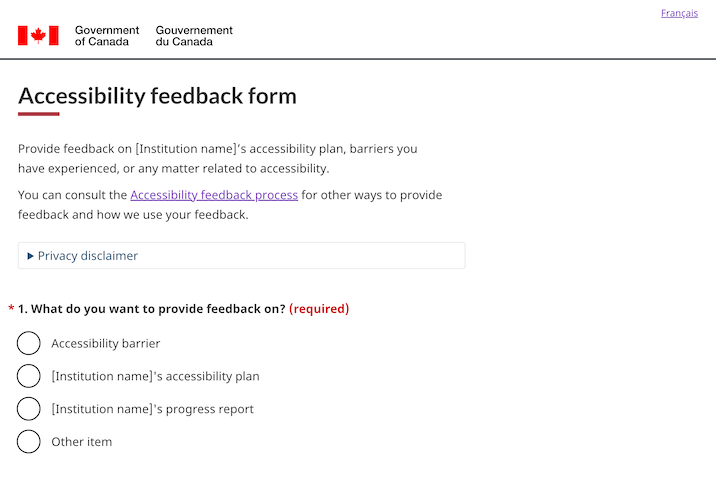 Français
Government Gouvernement
of Canada du Canada
Accessibility feedback form
Provide feedback on [Institution name]'s accessibility plan, barriers you
have experienced, or any matter related to accessibility.
You can consult the Accessibility feedback process for other ways to provide
feedback and how we use your feedback.
Privacy disclaimer
* 1. What do you want to provide feedback on? (required)
Accessibility barrier
[Institution name]'s accessibility plan
[Institution name]'s progress report
Other item